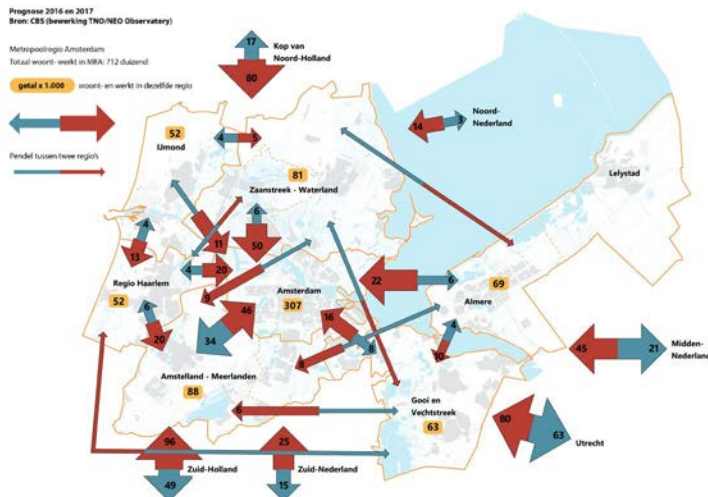 Prognose 2016 en 2017
Bron: CBS (bewerking TNO/NEO Observatory)
Metropoolregio Amsterdam
Totaal woont- werkt in MRA: 712 duizend
getal x 1.000 woont- en werkt in dezelfde regio
Pendel tussen twee regio's
17
Kop van
Noord-Holland
80
52
IJmond
4 5
14 3
Noord-
Nederland
81
Zaanstreek - Waterland
Lelystad
4
13
11
6
50
Regio Haarlem
52
4 20
9
Amsterdam
307
22 6
69
Almere
6
20
46
34
16
8
8
4
10
45 21
Midden-
Nederland
Amstelland - Meerlanden
88
6
Gooi en
Vechtstreek
63
80
63
Utrecht
96
Zuid-Holland
49
25
Zuid-Nederland
15